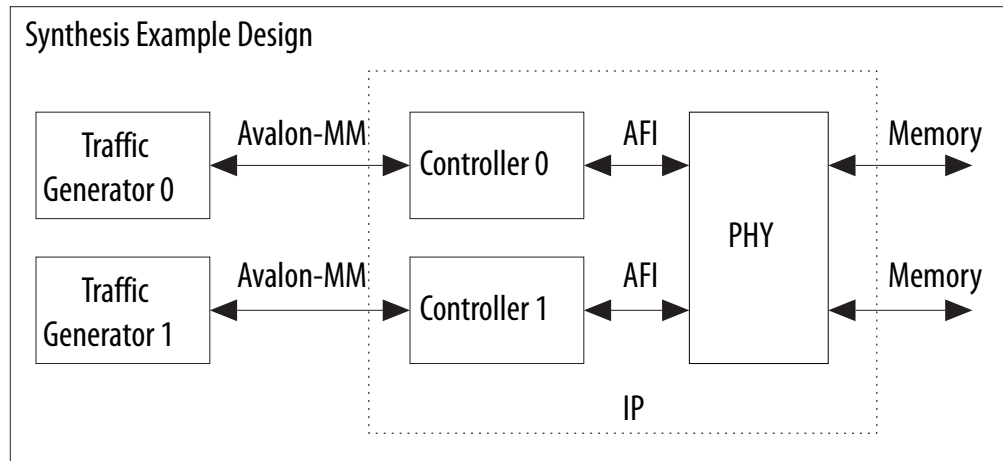 Synthesis Example Design
Traffic
Generator 0
Avalon-MM
Controller 0
AFI
PHY
Memory
Traffic
Generator 1
Avalon-MM
Controller 1
AFI
Memory
IP